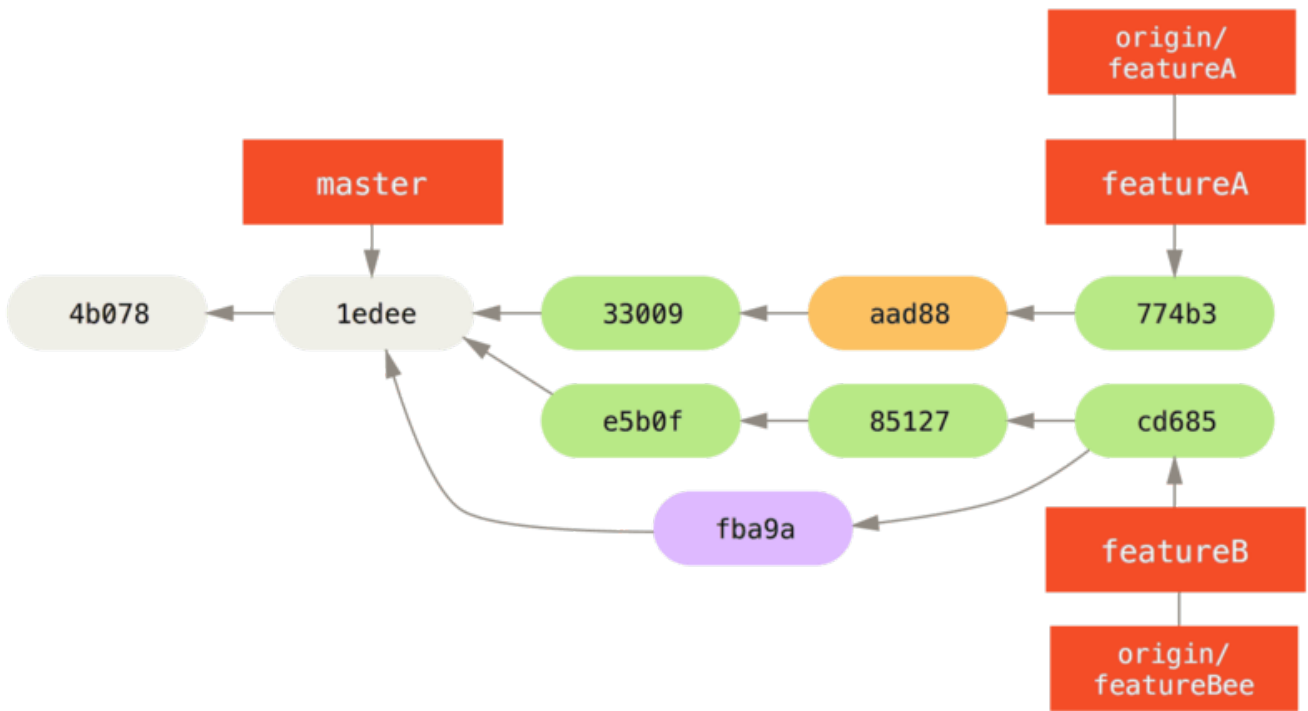 origin/
featureA
master
featureA
4b078
1edee
33009
aad88
774b3
e5b0f
85127
cd685
fba9a
featureB
origin/
featureBee